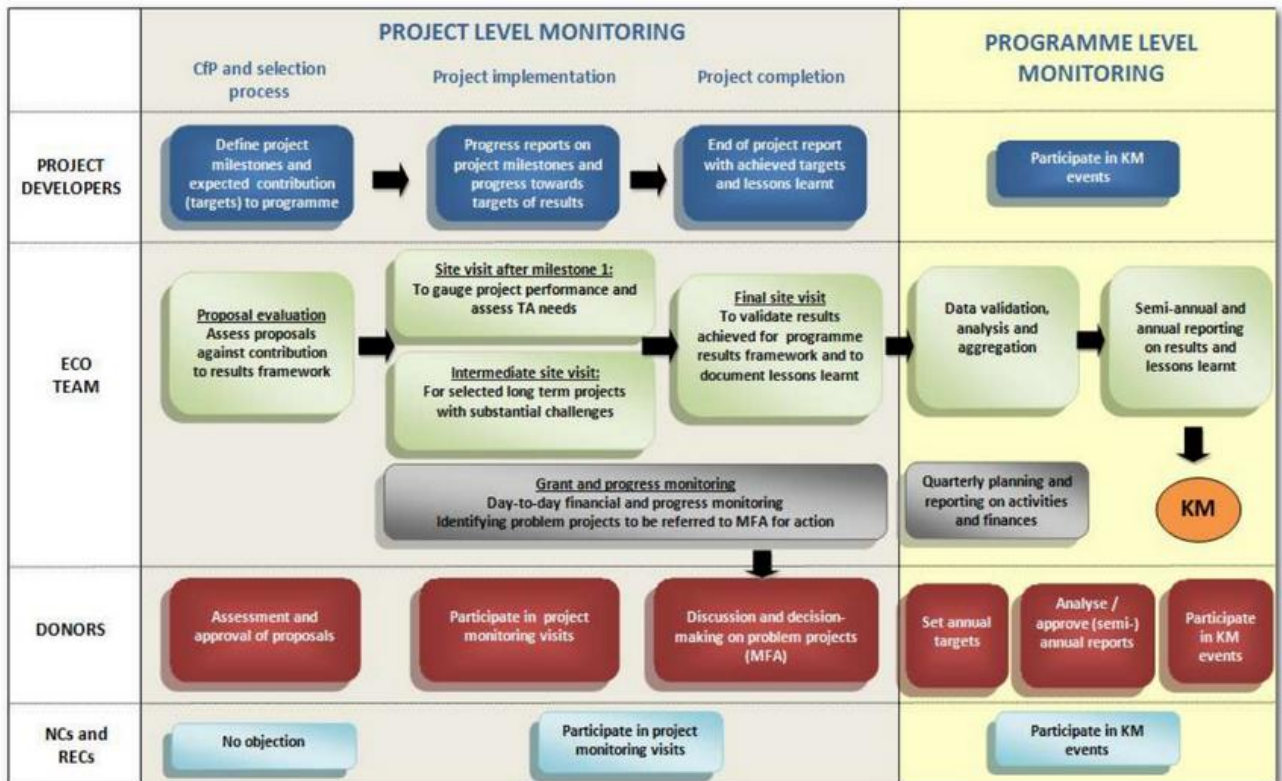 PROJECT LEVEL MONITORING
PROGRAMME LEVEL
MONITORING
CfP and selection
process
Project implementation
Project completion
PROJECT
DEVELOPERS
Define project
milestones and
expected contribution
(targets) to programme
Progress reports on
project milestones and
progress towards
targets of results
End of project report
with achieved targets
and lessons learnt
Participate in KM
events
ECO
TEAM
Proposal evaluation
Assess proposals
against contribution
to results framework
Site visit after milestone 1:
To gauge project performance and
assess TA needs
Intermediate site visit:
For selected long term projects
with substantial challenges
Final site visit
To validate results
achieved for programme
results framework and to
document lessons learnt
Data validation,
analysis and
aggregation
Semi-annual and
annual reporting
on results and
lessons learnt
Grant and progress monitoring
Day-to-day financial and progress monitoring
Identifying problem projects to be referred to MFA for action
Quarterly planning and
reporting on activities
and finances
KM
DONORS
Assessment and
approval of proposals
Participate in project
monitoring visits
Discussion and decision-
making on problem projects
(MFA)
Set annual
targets
Analyse /
approve (semi-)
annual reports
Participate
in KM
events
NCs and
RECs
No objection
Participate in project
monitoring visits
Participate in KM
events